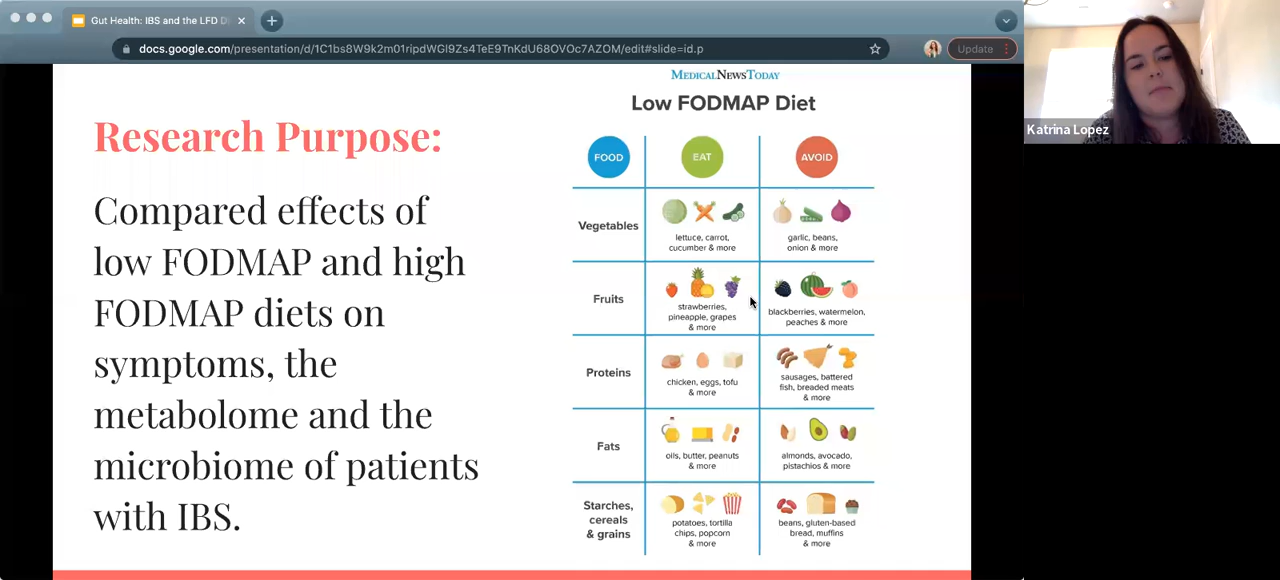 Gut Health: IBS and the LFD D
docs.google.com/presentation/d/1C1bs8W9k2m01ripdWGI9Zs4TeE9TnKdU68OVOc7AZOM/edit#slide=id.p
Update
Katrina Lopez
Research Purpose:
Compared effects of
low FODMAP and high
FODMAP diets on
symptoms, the
metabolome and the
microbiome of patients
with IBS.
MEDICALNEWSTODAY
Low FODMAP Diet
FOOD
EAT
AVOID
Vegetables
lettuce, carrot,
cucumber & more
garlic, beans,
onion & more
Fruits
strawberries,
pineapple, grapes
& more
blackberries, watermelon,
peaches & more
Proteins
chicken, eggs, tofu
& more
sausages, battered
fish, breaded meats
& more
Fats
oils, butter, peanuts
& more
almonds, avocado,
pistachios & more
Starches,
cereals
& grains
potatoes, tortilla
chips, popcorn
& more
beans, gluten-based
bread, muffins
& more